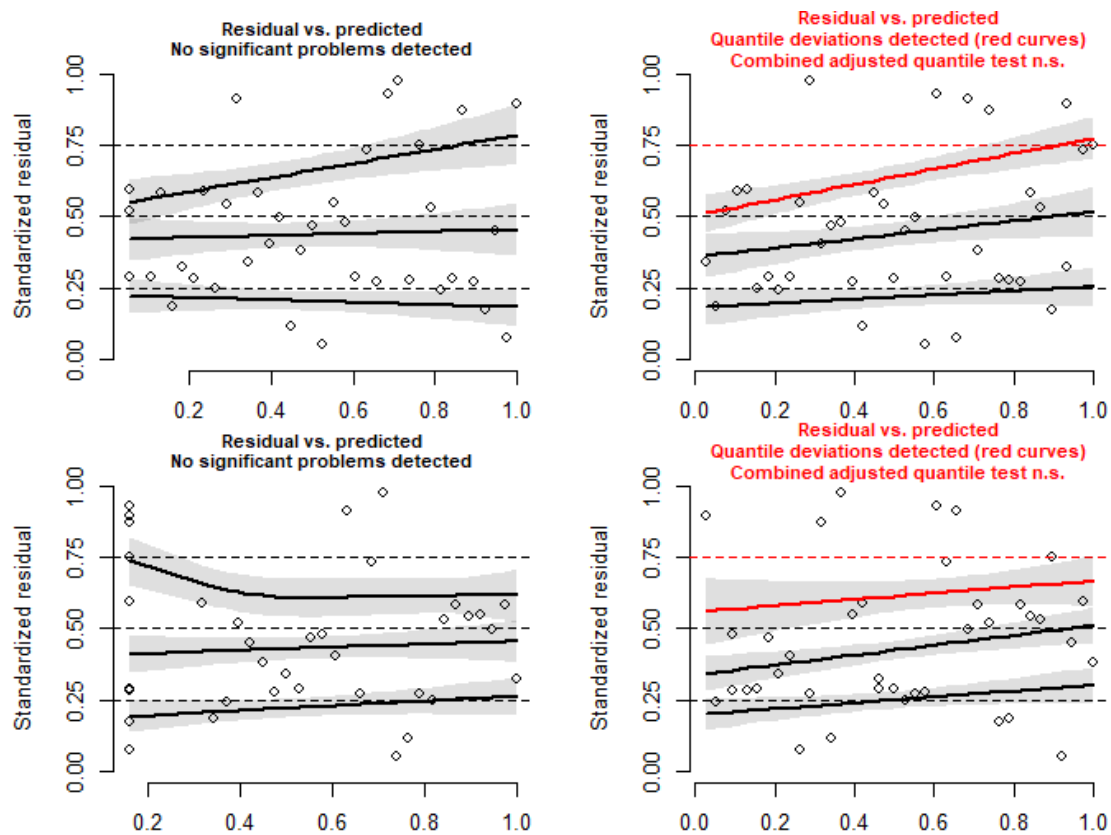 Residual vs. predicted
No significant problems detected
Standardized residual
1.00
0.75
0.50
0.25
0.00
0.2 0.4 0.6 0.8 1.0
Residual vs. predicted
Quantile deviations detected (red curves)
Combined adjusted quantile test n.s.
Standardized residual
1.00
0.75
0.50
0.25
0.00
0.0 0.2 0.4 0.6 0.8 1.0
Residual vs. predicted
No significant problems detected
Standardized residual
1.00
0.75
0.50
0.25
0.00
0.2 0.4 0.6 0.8 1.0
Residual vs. predicted
Quantile deviations detected (red curves)
Combined adjusted quantile test n.s.
Standardized residual
1.00
0.75
0.50
0.25
0.00
0.0 0.2 0.4 0.6 0.8 1.0